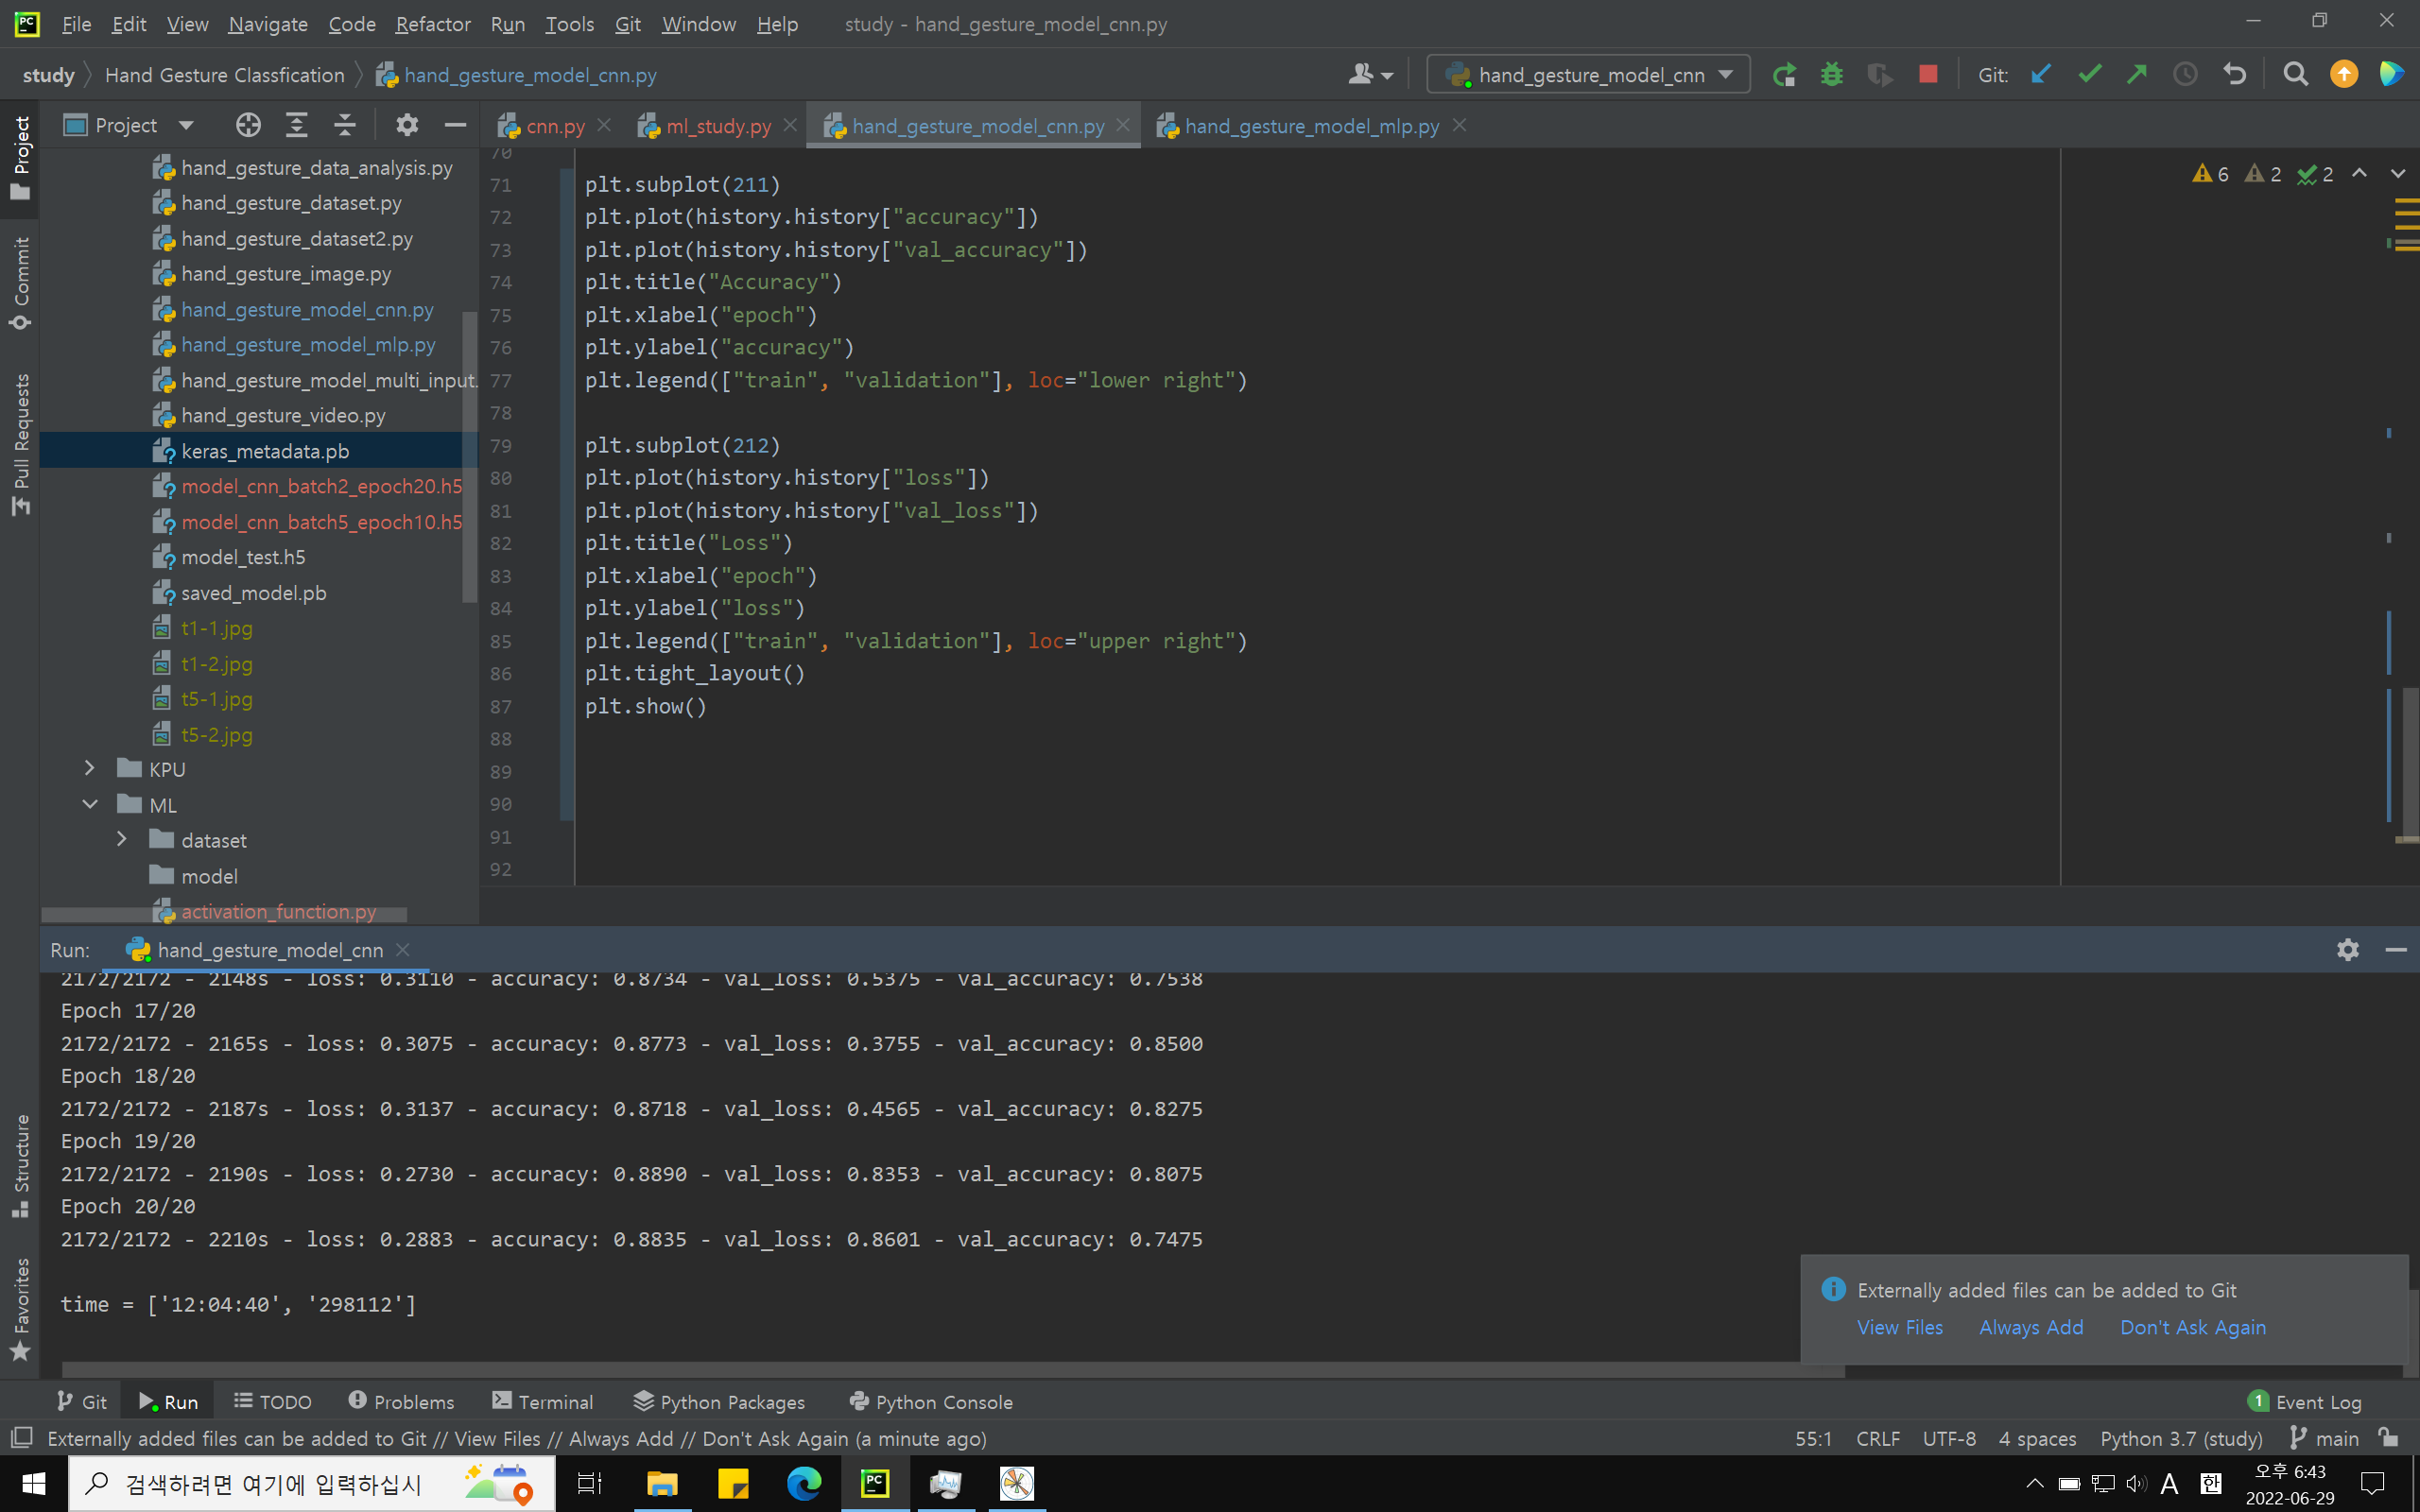 File Edit View Navigate Code Refactor Run Tools Git Window Help study - hand_gesture_model_cnn.py
study Hand Gesture Classfication hand_gesture_model_cnn.py hand_gesture_model_cnn Git:
Project cnn.py ml_study.py hand_gesture_model_cnn.py hand_gesture_model_mlp.py
Project
Commit
Pull Requests
Structure
Favorites
hand_gesture_data_analysis.py
hand_gesture_dataset.py
hand_gesture_dataset2.py
hand_gesture_image.py
hand_gesture_model_cnn.py
hand_gesture_model_mlp.py
hand_gesture_model_multi_input.
hand_gesture_video.py
keras_metadata.pb
model_cnn_batch2_epoch20.h5
model_cnn_batch5_epoch10.h5
model_test.h5
saved_model.pb
t1-1.jpg
t1-2.jpg
t5-1.jpg
t5-2.jpg
KPU
ML
dataset
model
activation_function.py
6 2 2
70
71 plt.subplot(211)
72 plt.plot(history.history["accuracy"])
73 plt.plot(history.history["val_accuracy"])
74 plt.title("Accuracy")
75 plt.xlabel("epoch")
76 plt.ylabel("accuracy")
77 plt.legend(["train", "validation"], loc="lower right")
78
79 plt.subplot(212)
80 plt.plot(history.history["loss"])
81 plt.plot(history.history["val_loss"])
82 plt.title("Loss")
83 plt.xlabel("epoch")
84 plt.ylabel("loss")
85 plt.legend(["train", "validation"], loc="upper right")
86 plt.tight_layout()
87 plt.show()
88
89
90
91
92
Run: hand_gesture_model_cnn
2172/2172 - 2148s - loss: 0.3110 - accuracy: 0.8734 - val_loss: 0.5375 - val_accuracy: 0.7538
Epoch 17/20
2172/2172 - 2165s - loss: 0.3075 - accuracy: 0.8773 - val_loss: 0.3755 - val_accuracy: 0.8500
Epoch 18/20
2172/2172 - 2187s - loss: 0.3137 - accuracy: 0.8718 - val_loss: 0.4565 - val_accuracy: 0.8275
Epoch 19/20
2172/2172 - 2190s - loss: 0.2730 - accuracy: 0.8890 - val_loss: 0.8353 - val_accuracy: 0.8075
Epoch 20/20
2172/2172 - 2210s - loss: 0.2883 - accuracy: 0.8835 - val_loss: 0.8601 - val_accuracy: 0.7475
time = ['12:04:40', '298112']
Externally added files can be added to Git
View Files Always Add Don't Ask Again
Git Run TODO Problems Terminal Python Packages Python Console 1 Event Log
Externally added files can be added to Git // View Files // Always Add // Don't Ask Again (a minute ago) 55:1 CRLF UTF-8 4 spaces Python 3.7 (study) main
검색하려면 여기에 입력하십시 PC A 한 오후 6:43
2022-06-29